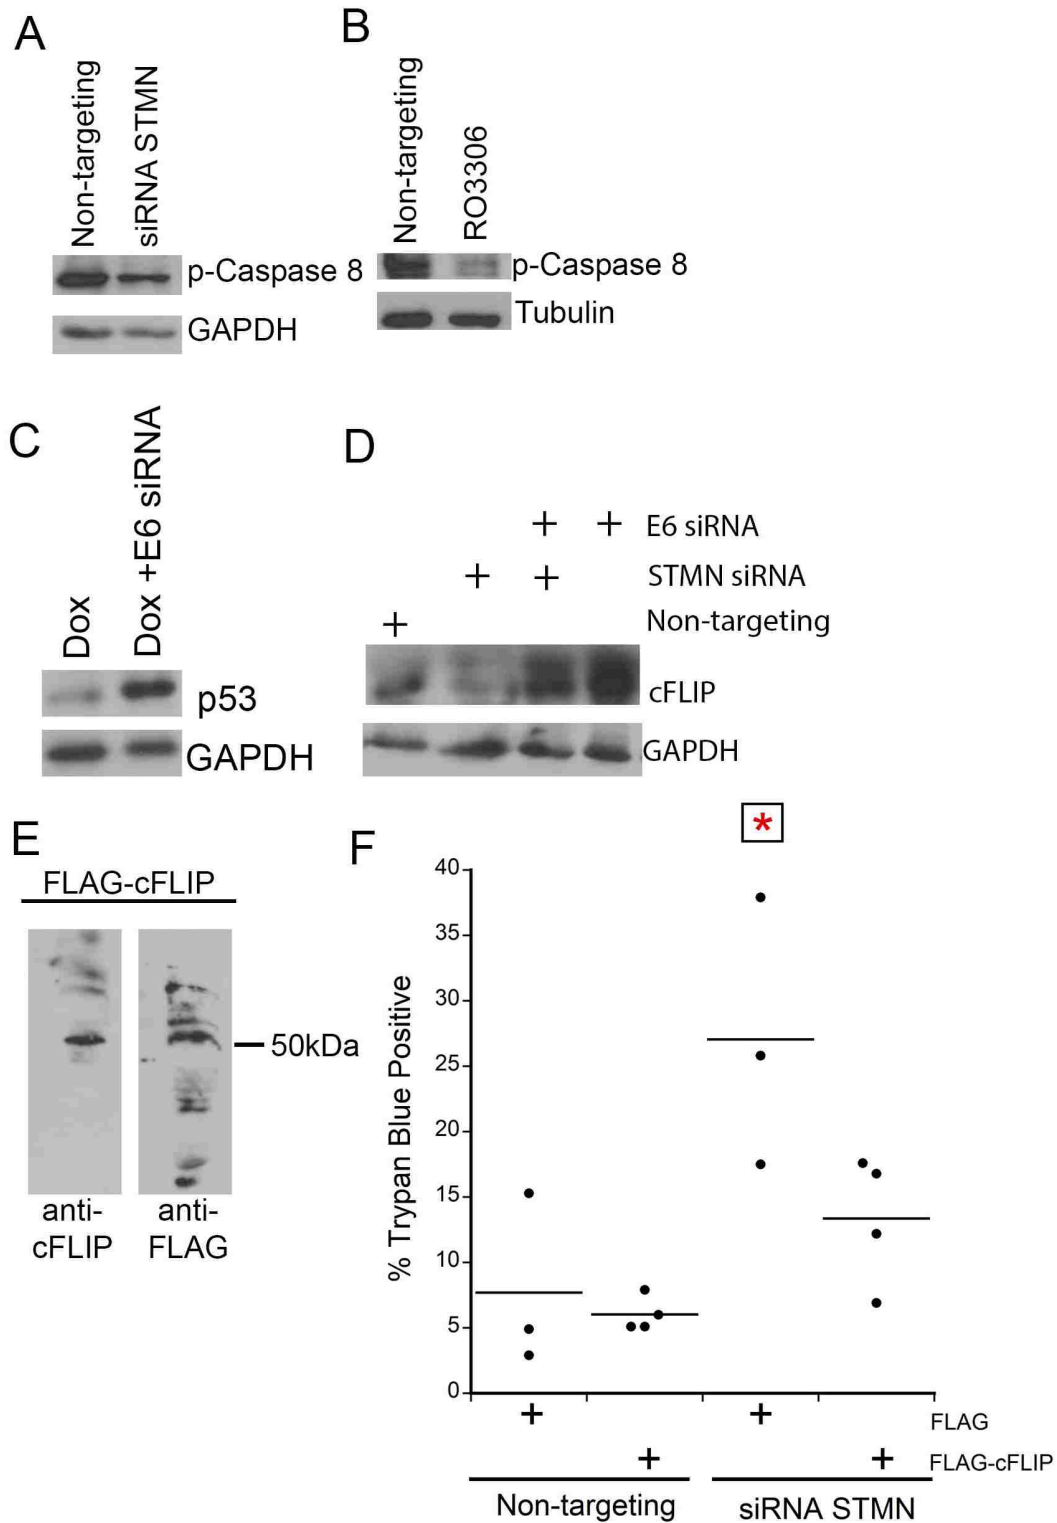 A
B
Non-targeting
siRNA STMN
Non-targeting
RO3306
p-Caspase 8
p-Caspase 8
GAPDH
Tubulin
C
D
Dox
Dox +E6 siRNA
+ + E6 siRNA
+ + STMN siRNA
+ Non-targeting
p53
cFLIP
GAPDH
GAPDH
E
F
FLAG-cFLIP
50kDa
anti-
cFLIP
anti-
FLAG
*
% Trypan Blue Positive
40
35
30
25
20
15
10
5
0
+ + FLAG
+ + FLAG-cFLIP
Non-targeting
siRNA STMN